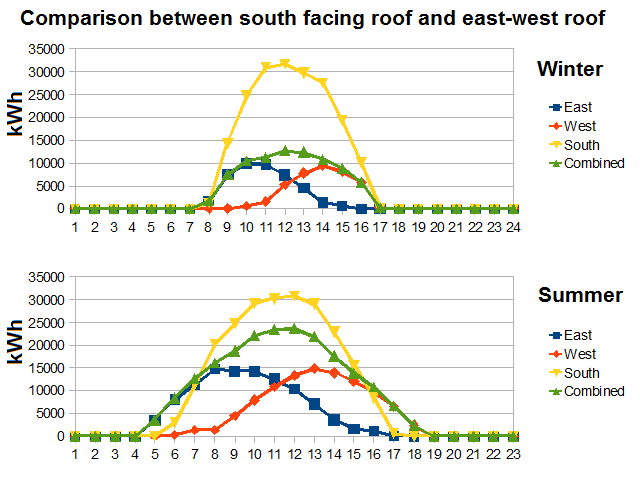 Comparison between south facing roof and east-west roof
Winter
kWh
35000
30000
25000
20000
15000
10000
5000
0
1 2 3 4 5 6 7 8 9 10 11 12 13 14 15 16 17 18 19 20 21 22 23 24
East
West
South
Combined
Summer
kWh
35000
30000
25000
20000
15000
10000
5000
0
1 2 3 4 5 6 7 8 9 10 11 12 13 14 15 16 17 18 19 20 21 22 23
East
West
South
Combined